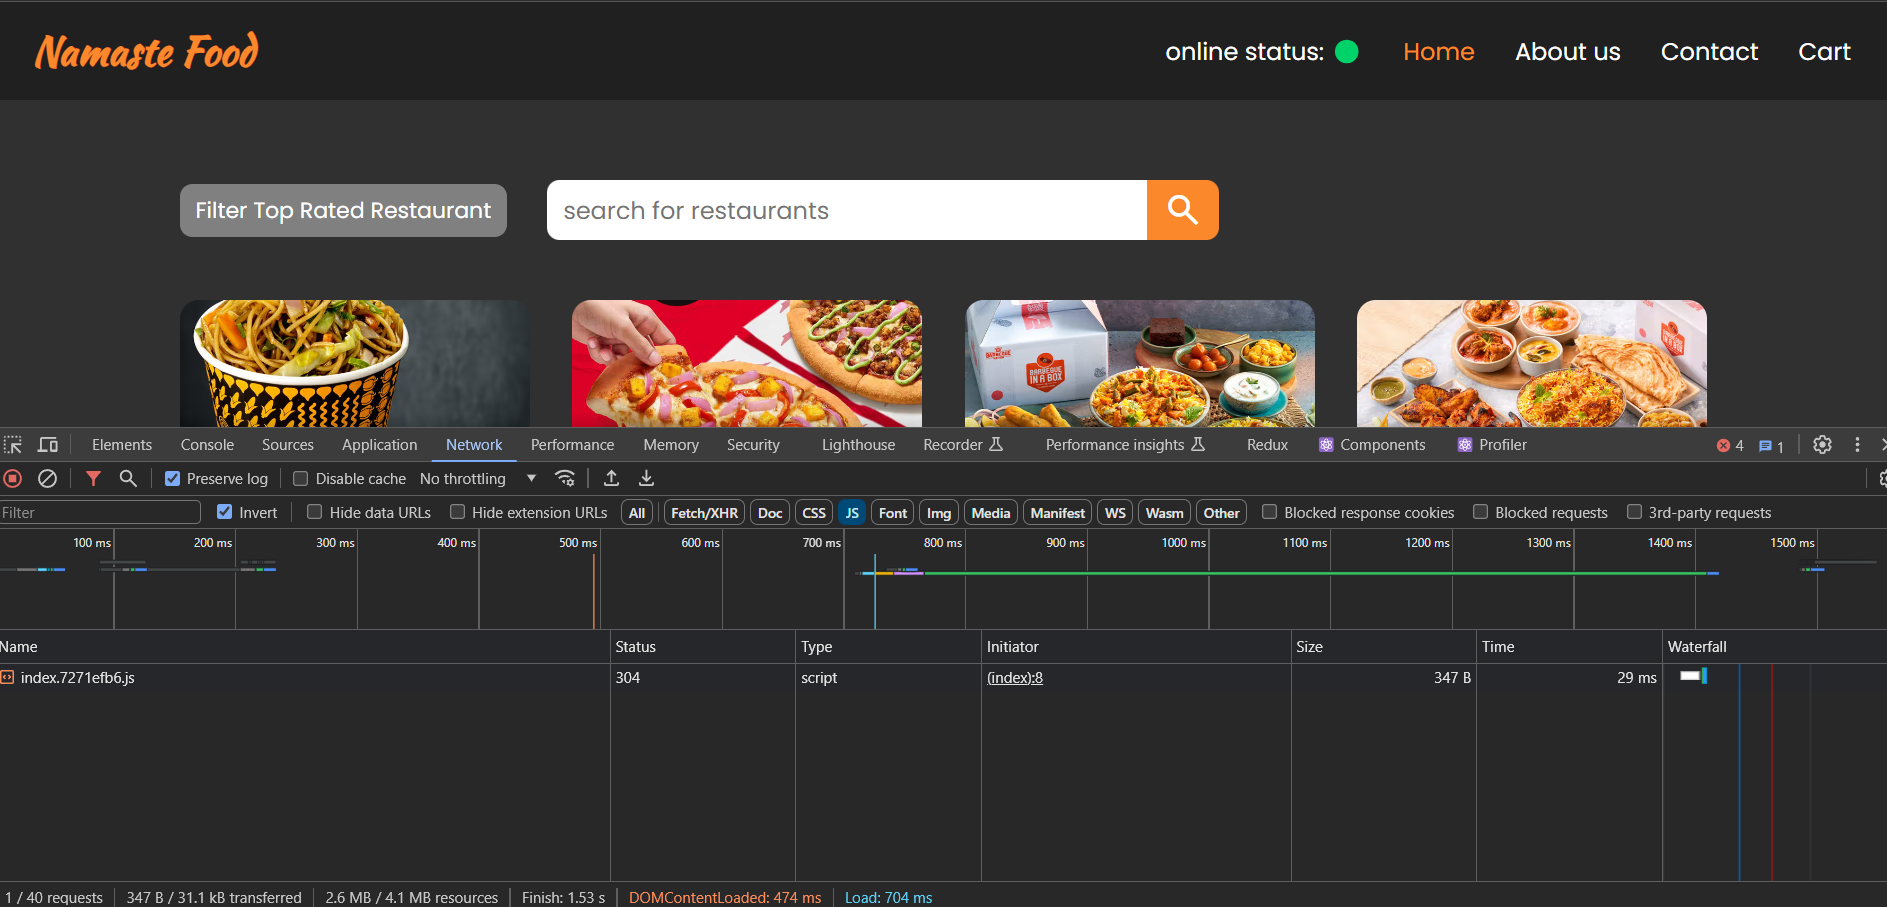 Namaste Food
online status:
Home
About us
Contact
Cart
Filter Top Rated Restaurant
search for restaurants
BARBEQUE
IN A BOX
Elements
Console
Sources
Application
Network
Performance
Memory
Security
Lighthouse
Recorder
Performance insights
Redux
Components
Profiler
4
1
Preserve log
Disable cache
No throttling
Filter
Invert
Hide data URLs
Hide extension URLs
All
Fetch/XHR
Doc
CSS
JS
Font
Img
Media
Manifest
WS
Wasm
Other
Blocked response cookies
Blocked requests
3rd-party requests
100 ms
200 ms
300 ms
400 ms
500 ms
600 ms
700 ms
800 ms
900 ms
1000 ms
1100 ms
1200 ms
1300 ms
1400 ms
1500 ms
Name
Status
Type
Initiator
Size
Time
Waterfall
index.7271efb6.js
304
script
(index):8
347 B
29 ms
1 / 40 requests
347 B / 31.1 kB transferred
2.6 MB / 4.1 MB resources
Finish: 1.53 s
DOMContentLoaded: 474 ms
Load: 704 ms